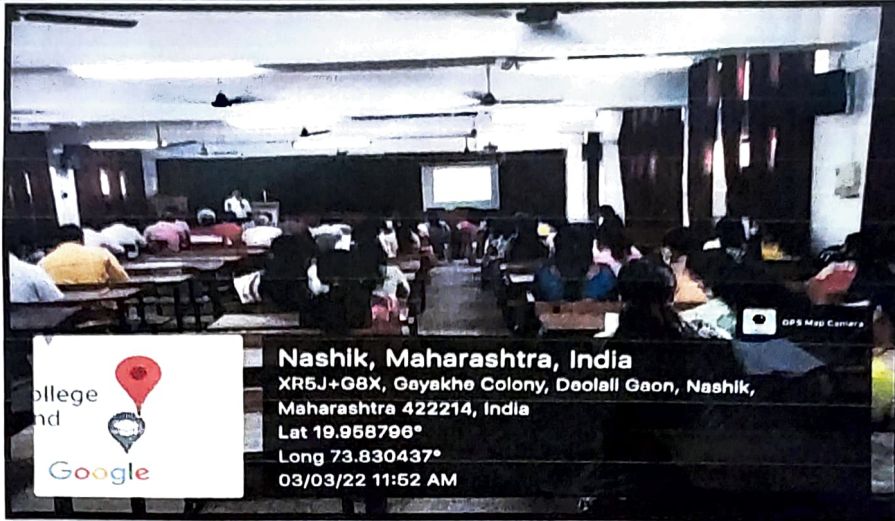 GPS Map Camera
ollege
nd
Google
Nashik, Maharashtra, India
XR5J+G8X, Gayakhe Colony, Deolali Gaon, Nashik,
Maharashtra 422214, India
Lat 19.958796°
Long 73.830437°
03/03/22 11:52 AM